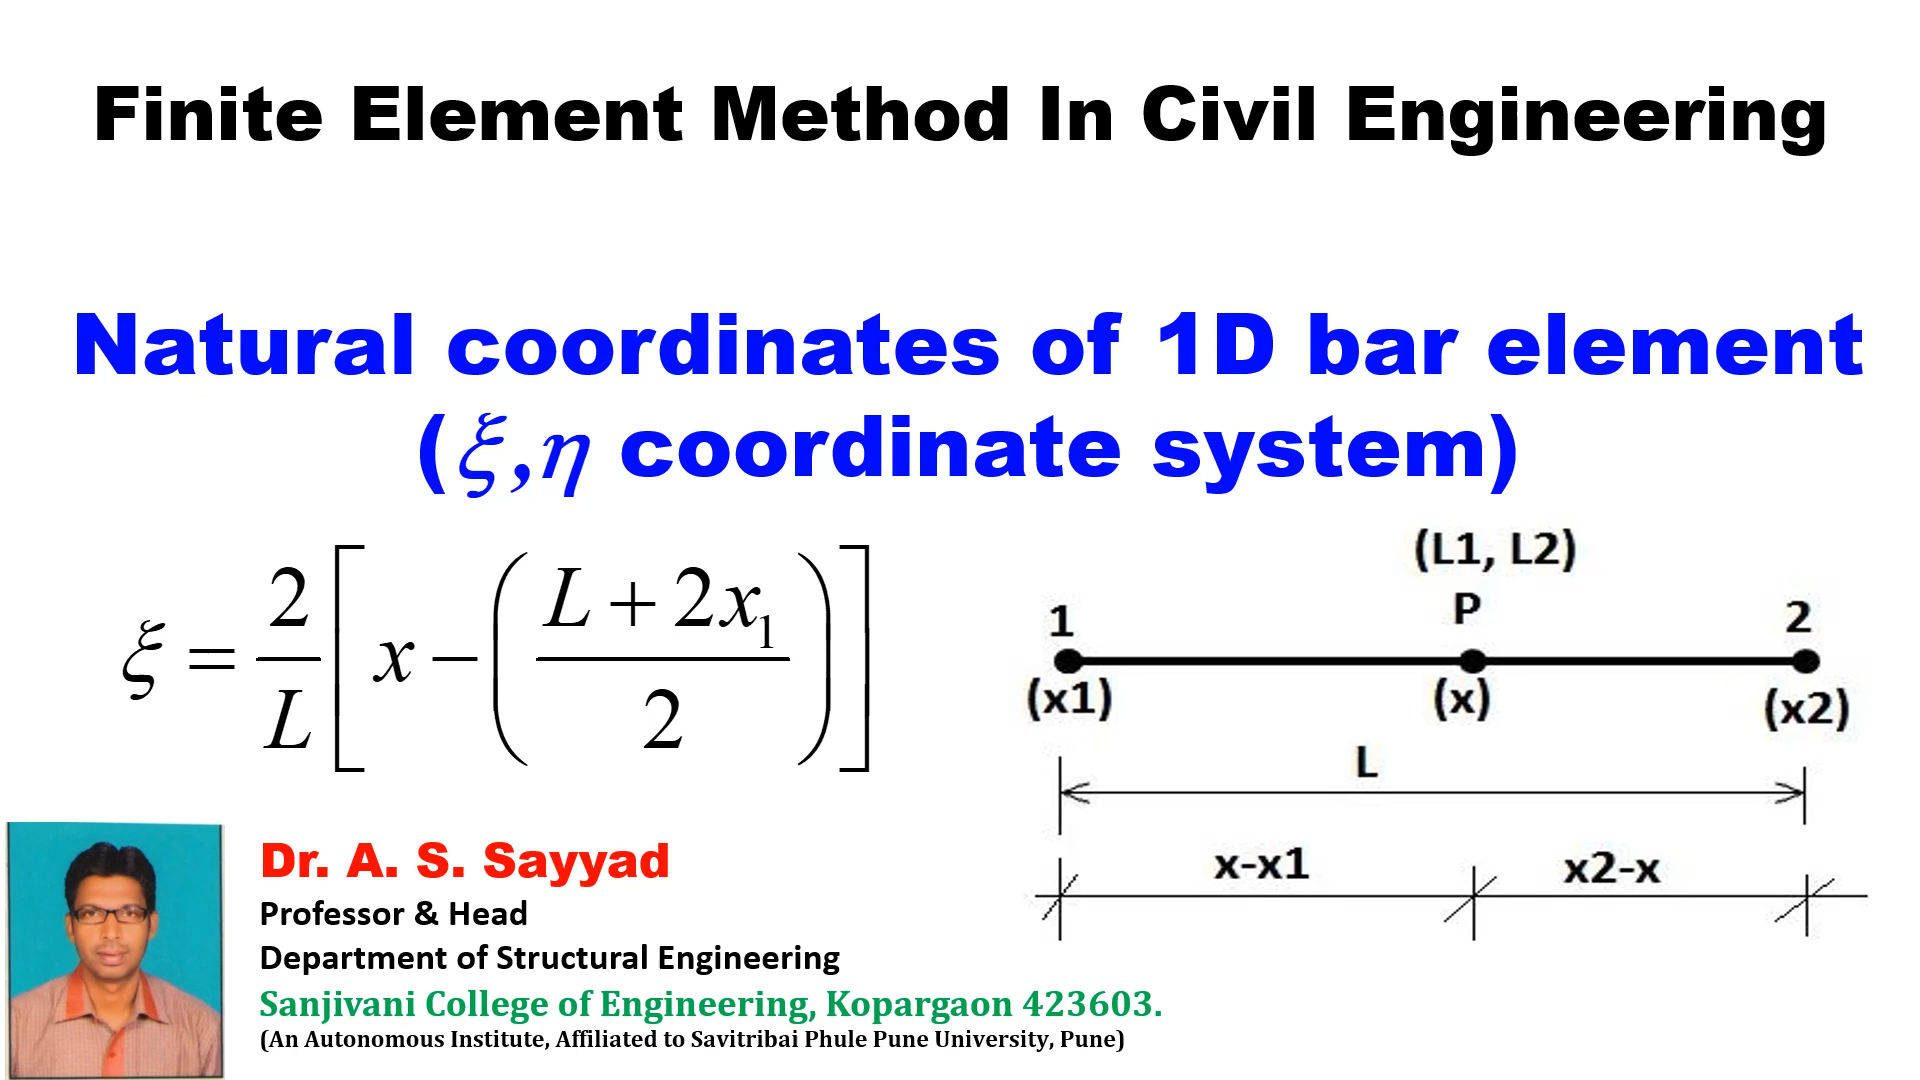 Finite Element Method In Civil Engineering
Natural coordinates of 1D bar element
(ξ,η coordinate system)
ξ = 2/L [ x − ( (L + 2x₁)/2 ) ]
(L1, L2)
1 P 2
(x1) (x) (x2)
L
x-x1 x2-x
Dr. A. S. Sayyad
Professor & Head
Department of Structural Engineering
Sanjivani College of Engineering, Kopargaon 423603.
(An Autonomous Institute, Affiliated to Savitribai Phule Pune University, Pune)